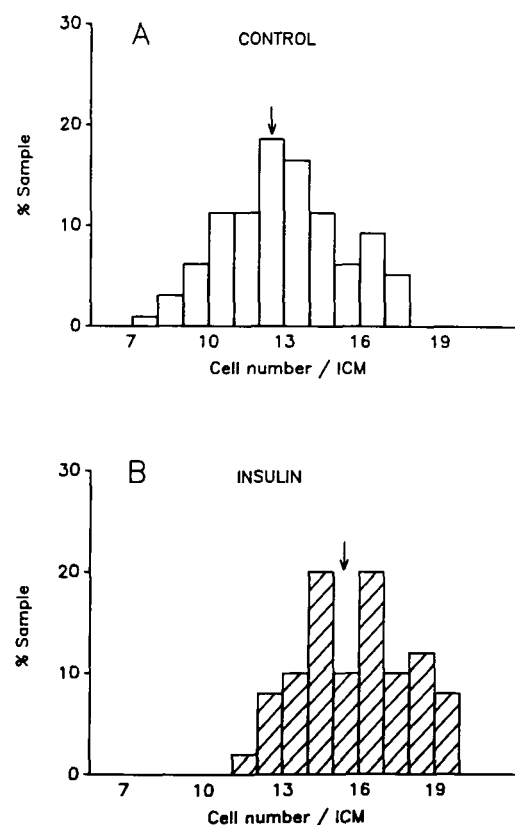 A CONTROL
30
20
10
0
% Sample
7 10 13 16 19
Cell number / ICM
B INSULIN
30
20
10
0
% Sample
7 10 13 16 19
Cell number / ICM